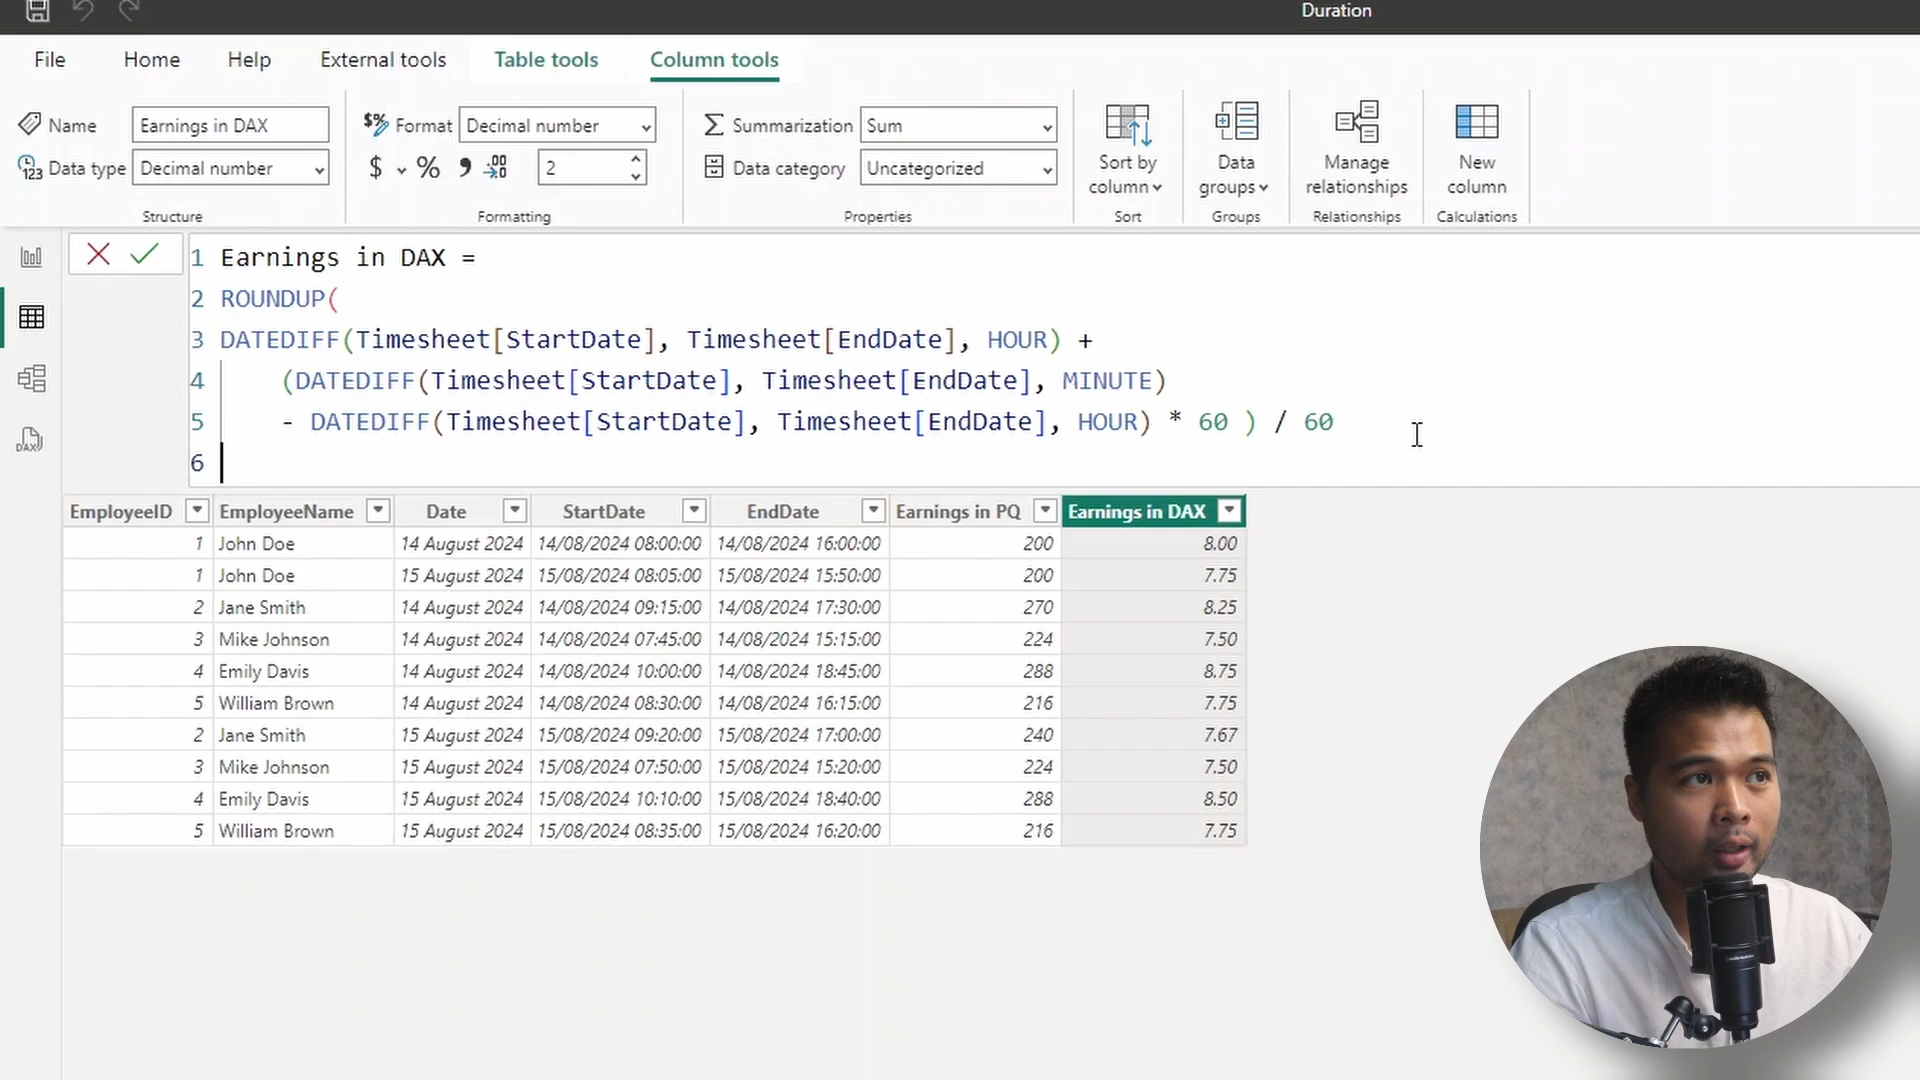 Duration
File Home Help External tools Table tools Column tools
Name Earnings in DAX
Data type Decimal number
Structure
$% Format Decimal number
$ % , .00 2
Formatting
Σ Summarization Sum
Data category Uncategorized
Properties
Sort by
column
Sort
Data
groups
Groups
Manage
relationships
Relationships
New
column
Calculations
1 Earnings in DAX =
2 ROUNDUP(
3 DATEDIFF(Timesheet[StartDate], Timesheet[EndDate], HOUR) +
4 (DATEDIFF(Timesheet[StartDate], Timesheet[EndDate], MINUTE)
5 - DATEDIFF(Timesheet[StartDate], Timesheet[EndDate], HOUR) * 60 ) / 60
6
DAX
EmployeeID EmployeeName Date StartDate EndDate Earnings in PQ Earnings in DAX
1 John Doe 14 August 2024 14/08/2024 08:00:00 14/08/2024 16:00:00 200 8.00
1 John Doe 15 August 2024 15/08/2024 08:05:00 15/08/2024 15:50:00 200 7.75
2 Jane Smith 14 August 2024 14/08/2024 09:15:00 14/08/2024 17:30:00 270 8.25
3 Mike Johnson 14 August 2024 14/08/2024 07:45:00 14/08/2024 15:15:00 224 7.50
4 Emily Davis 14 August 2024 14/08/2024 10:00:00 14/08/2024 18:45:00 288 8.75
5 William Brown 14 August 2024 14/08/2024 08:30:00 14/08/2024 16:15:00 216 7.75
2 Jane Smith 15 August 2024 15/08/2024 09:20:00 15/08/2024 17:00:00 240 7.67
3 Mike Johnson 15 August 2024 15/08/2024 07:50:00 15/08/2024 15:20:00 224 7.50
4 Emily Davis 15 August 2024 15/08/2024 10:10:00 15/08/2024 18:40:00 288 8.50
5 William Brown 15 August 2024 15/08/2024 08:35:00 15/08/2024 16:20:00 216 7.75